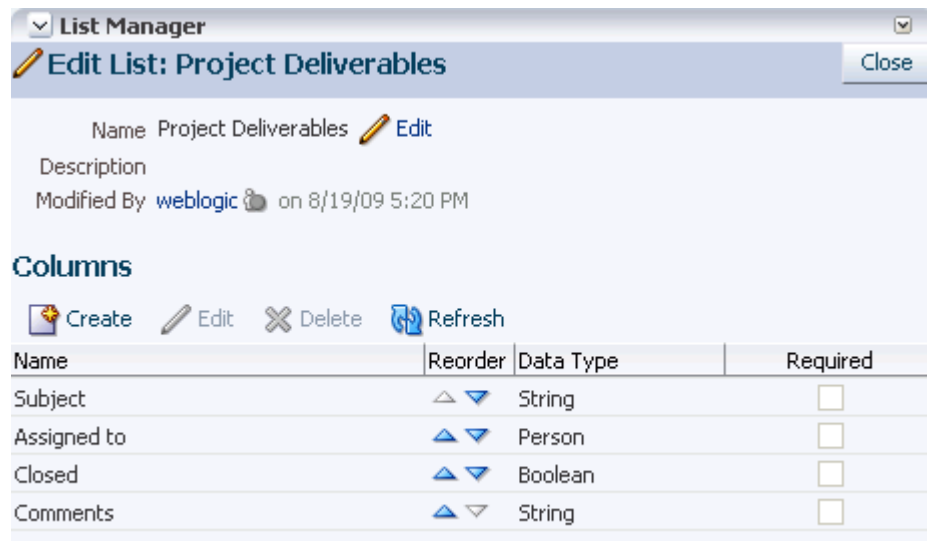 List Manager
Edit List: Project Deliverables Close
Name Project Deliverables Edit
Description
Modified By weblogic on 8/19/09 5:20 PM
Columns
Create Edit Delete Refresh
Name Reorder Data Type Required
Subject String
Assigned to Person
Closed Boolean
Comments String